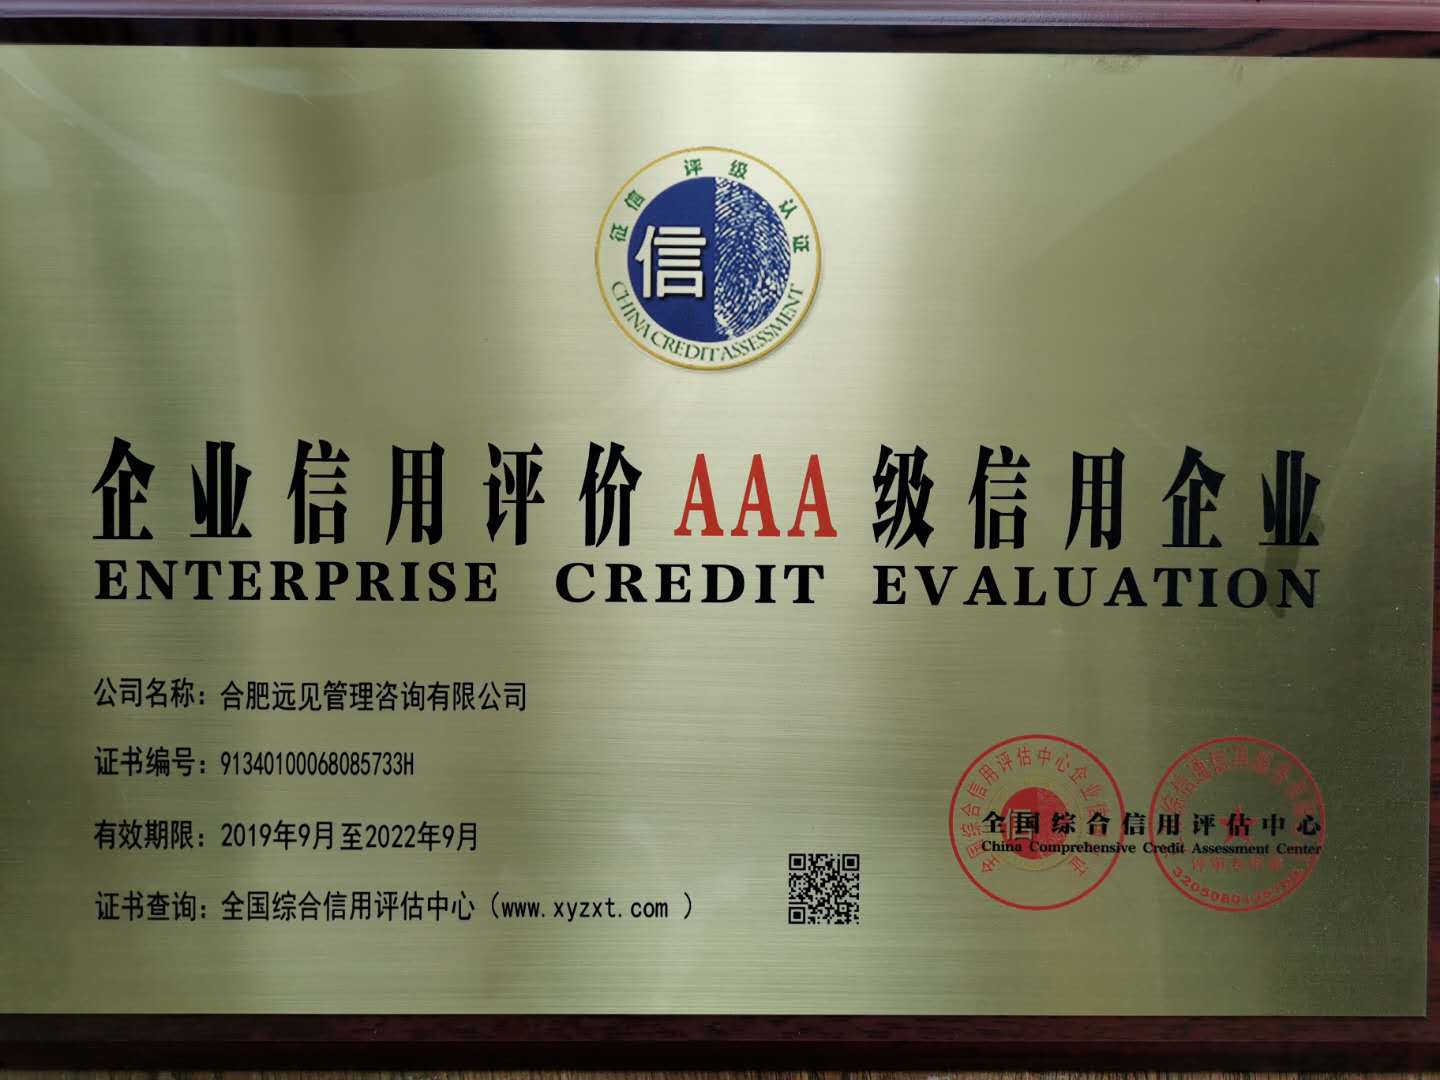 征信 评级 认证
信
CHINA CREDIT ASSESSMENT
企业信用评价AAA级信用企业
ENTERPRISE CREDIT EVALUATION
公司名称：合肥远见管理咨询有限公司
证书编号：91340100068085733H
有效期限：2019年9月至2022年9月
证书查询：全国综合信用评估中心（www.xyzxt.com ）
全国综合信用评估中心
China Comprehensive Credit Assessment Center